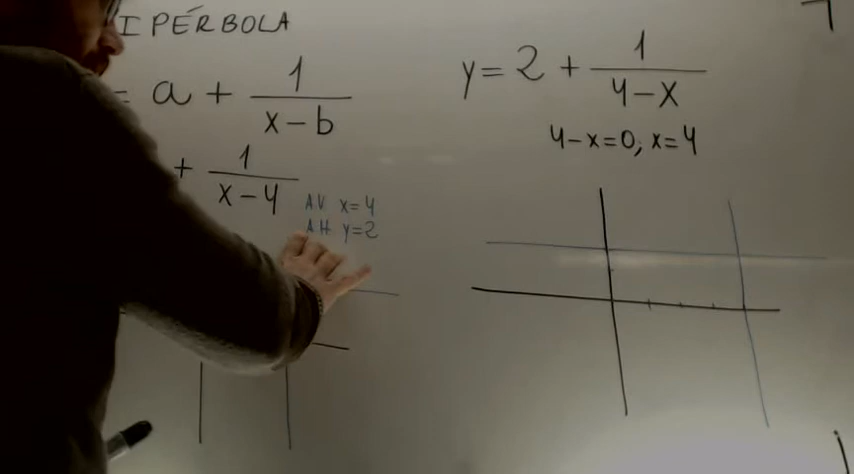 IPÉRBOLA
= a + 1/(x-b)
+ 1/(x-4)
AV x=4
AH y=2
y = 2 + 1/(4-x)
4-x=0, x=4